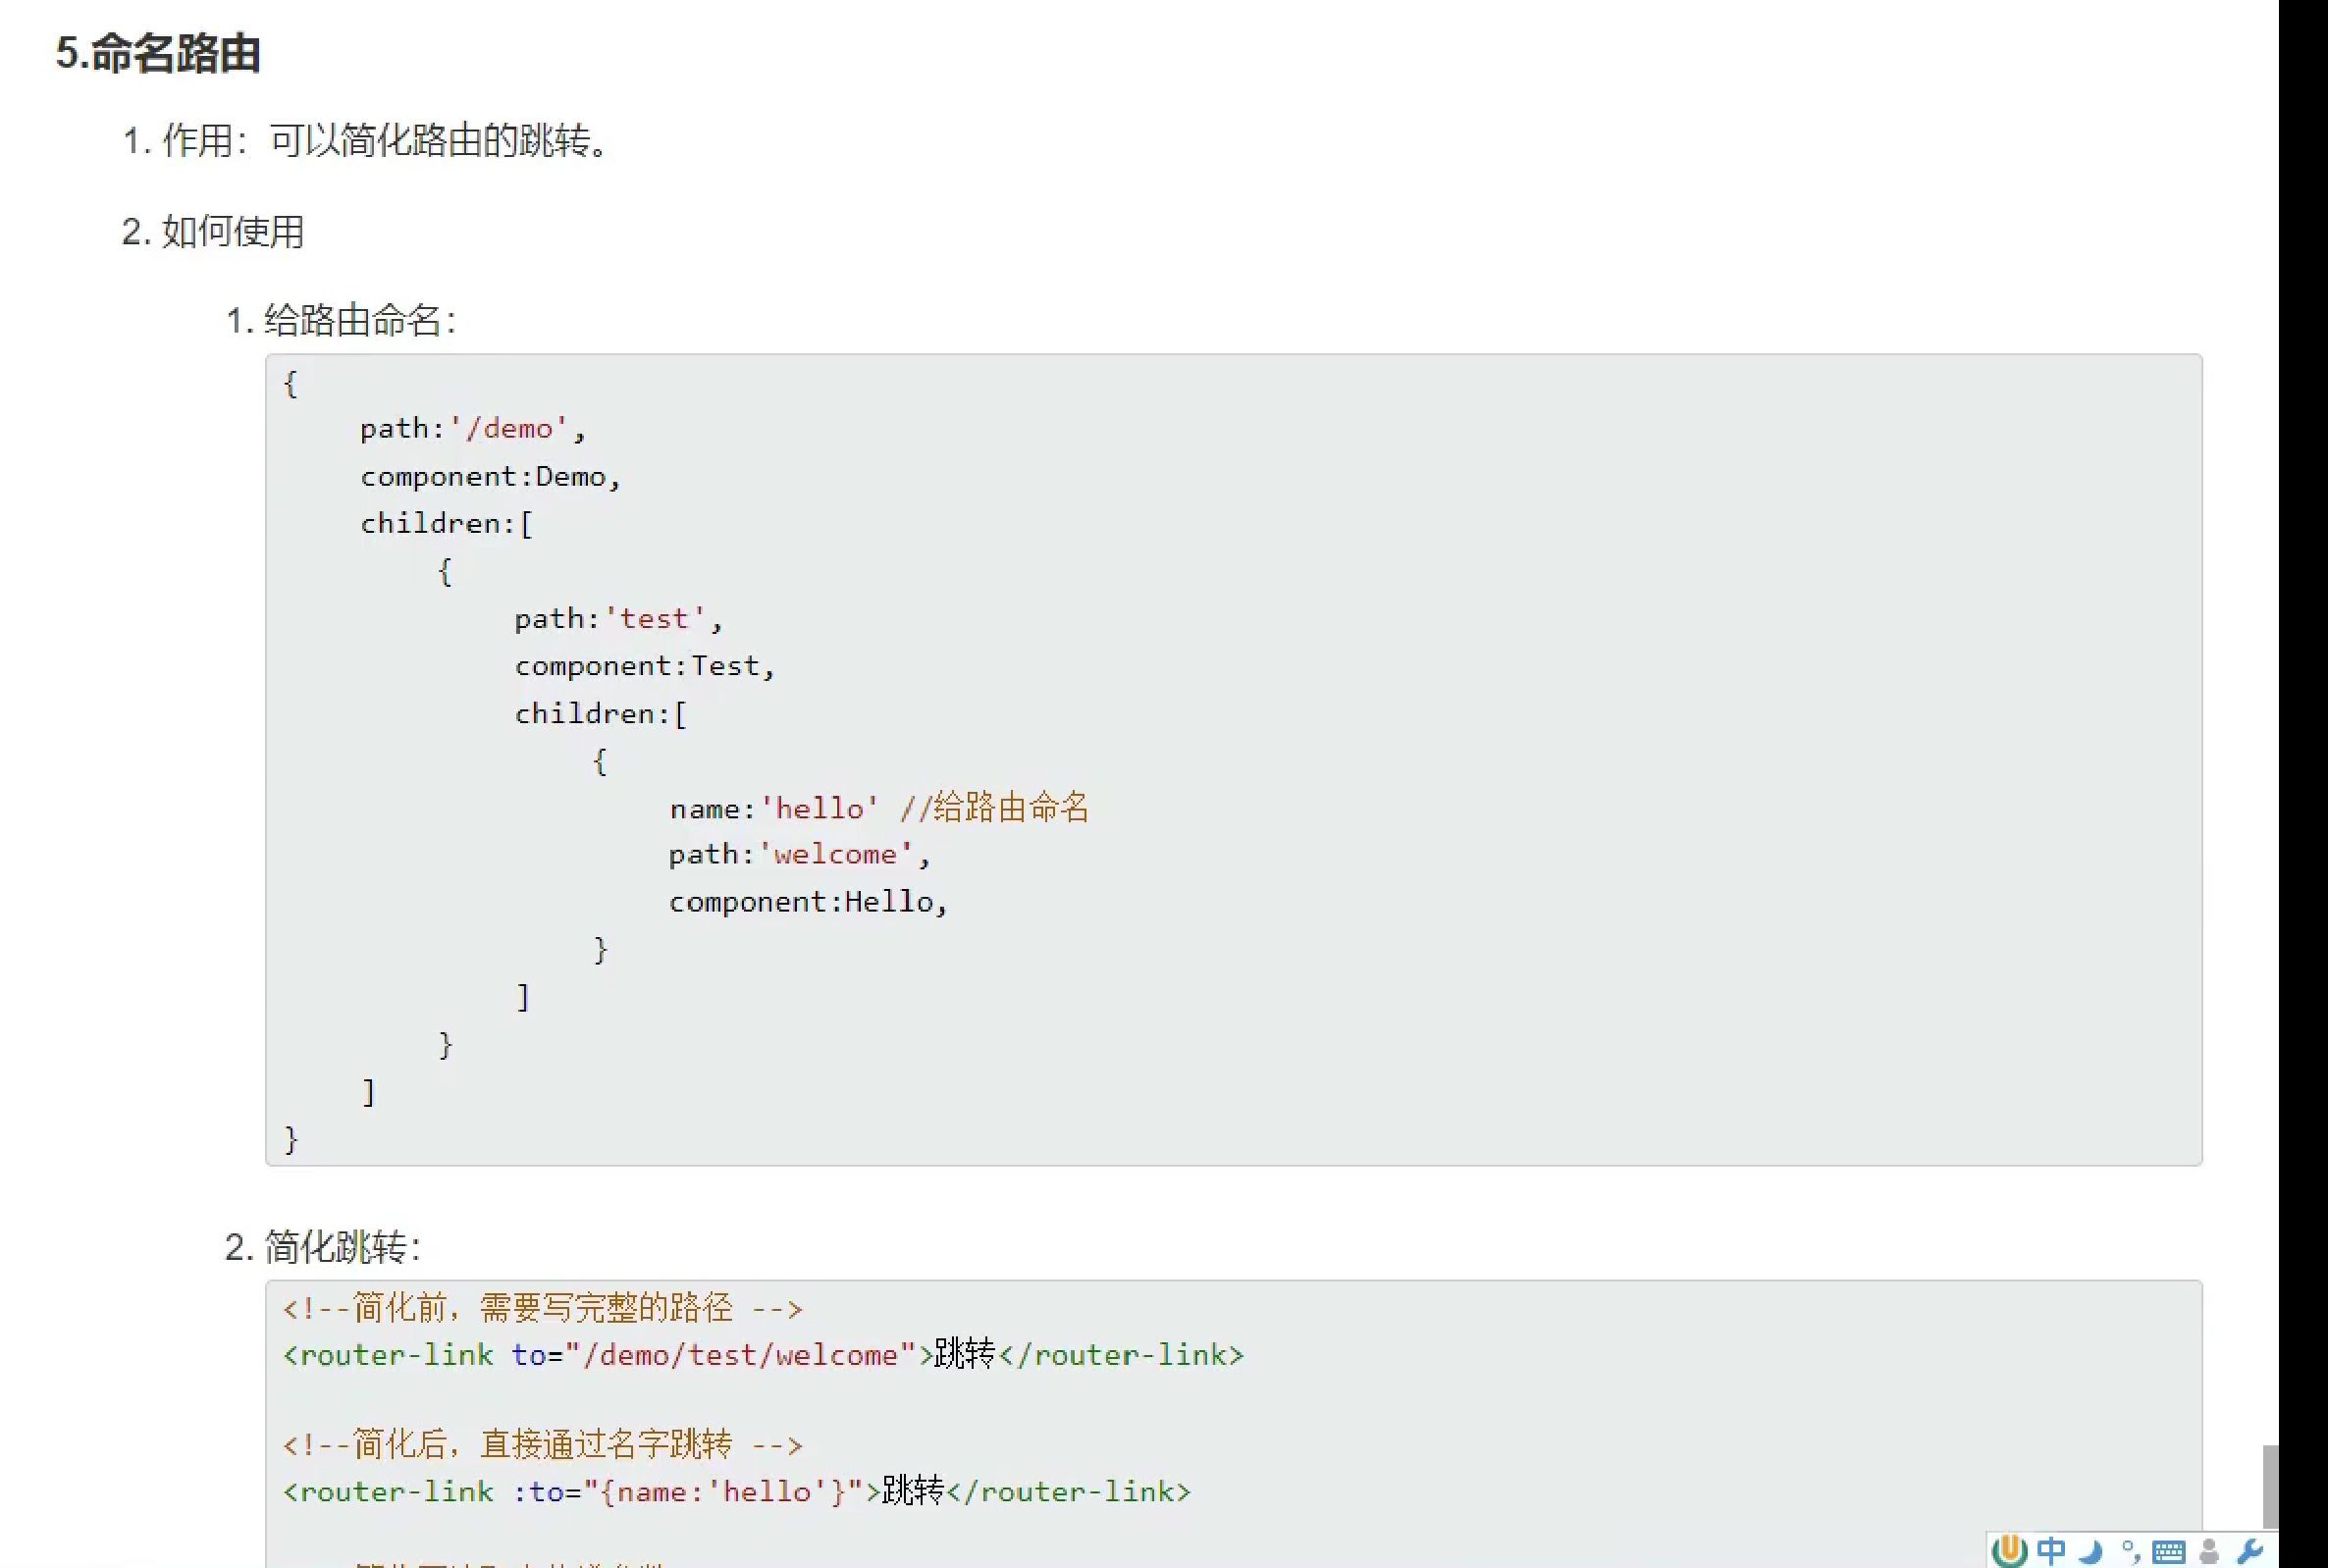 5.命名路由
1. 作用：可以简化路由的跳转。
2. 如何使用
1. 给路由命名：
{
path:'/demo',
component:Demo,
children:[
{
path:'test',
component:Test,
children:[
{
name:'hello' //给路由命名
path:'welcome',
component:Hello,
}
]
}
]
}
2. 简化跳转：
<!--简化前，需要写完整的路径 -->
<router-link to="/demo/test/welcome">跳转</router-link>
<!--简化后，直接通过名字跳转 -->
<router-link :to="{name:'hello'}">跳转</router-link>
中